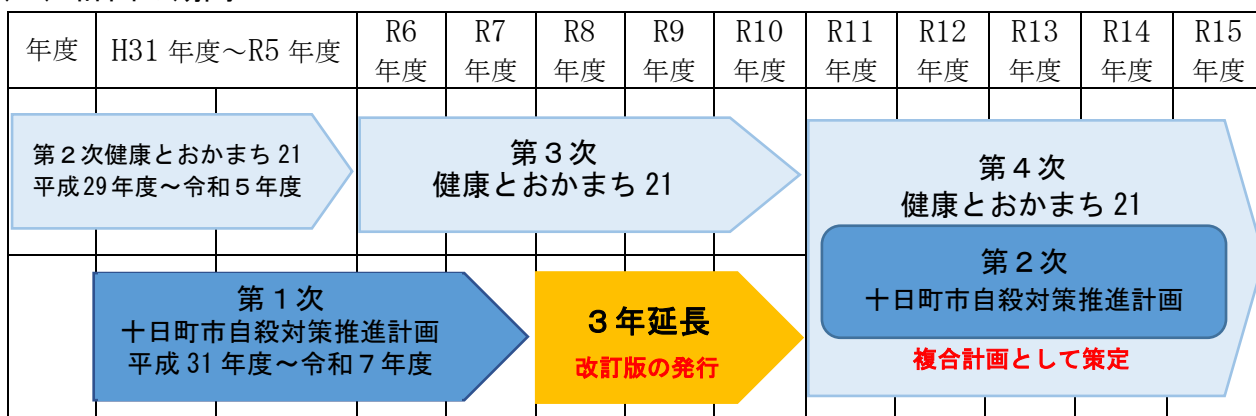 年度 H31 年度～R5 年度 R6 年度 R7 年度 R8 年度 R9 年度 R10 年度 R11 年度 R12 年度 R13 年度 R14 年度 R15 年度
第２次健康とおかまち 21
平成 29 年度～令和５年度
第３次
健康とおかまち 21
第４次
健康とおかまち 21
第２次
十日町市自殺対策推進計画
複合計画として策定
第１次
十日町市自殺対策推進計画
平成 31 年度～令和７年度
３年延長
改訂版の発行